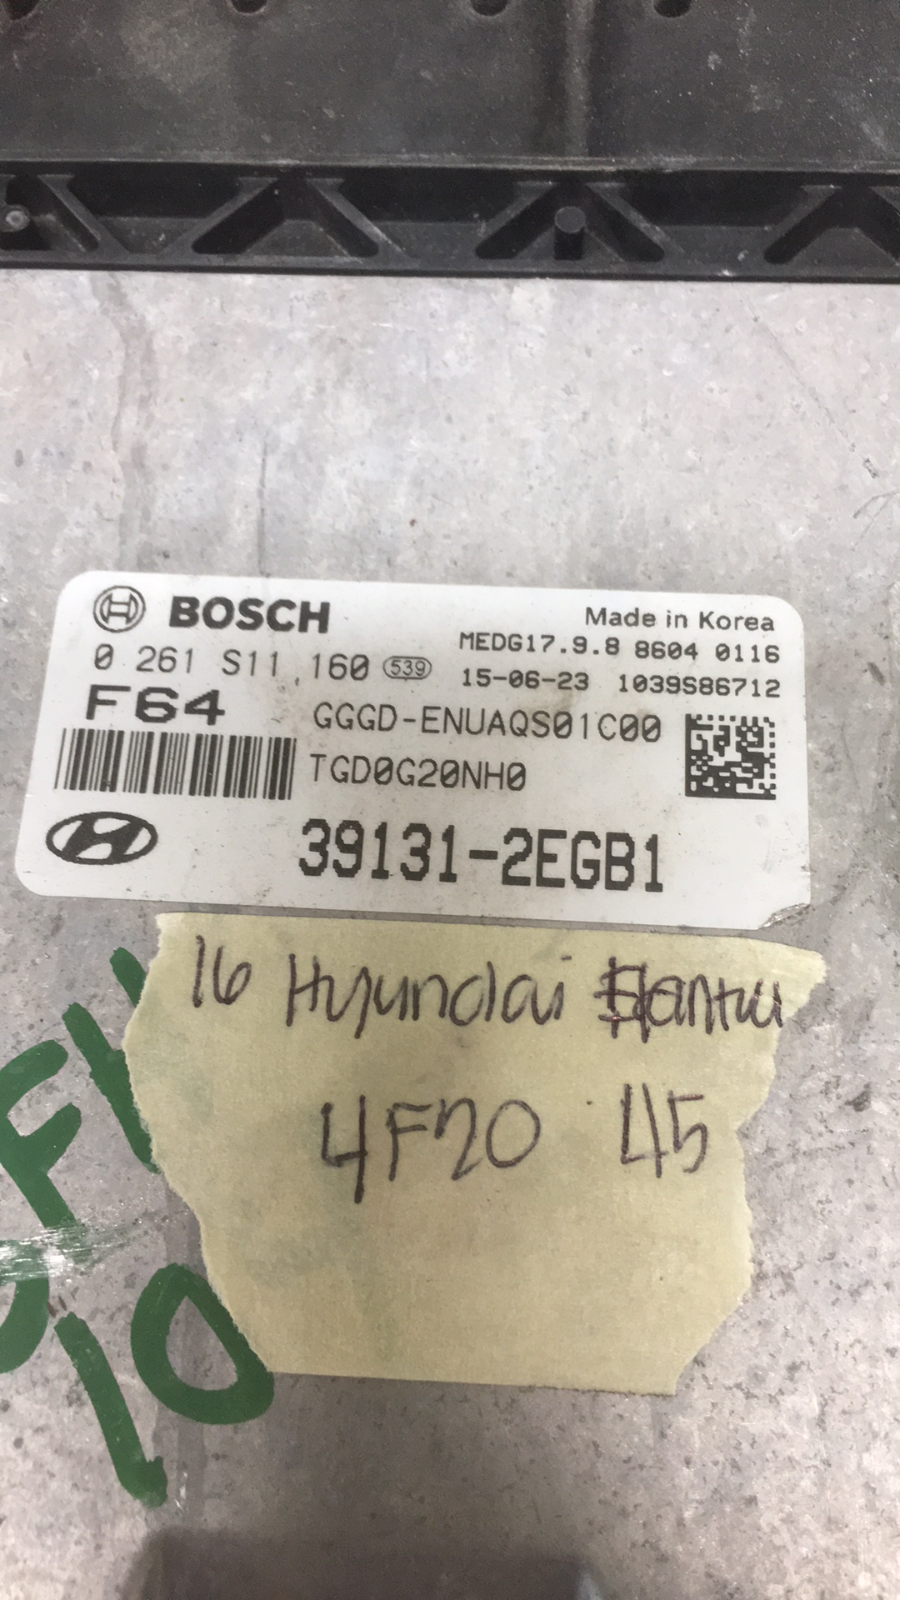 BOSCH
Made in Korea
0 261 S11 160 539
MEDG17.9.8 8604 0116
15-06-23 1039S86712
F64
GGGD-ENUAQS01C00
TGD0G20NH0
39131-2EGB1
16 Hyundai
4F20 45
10